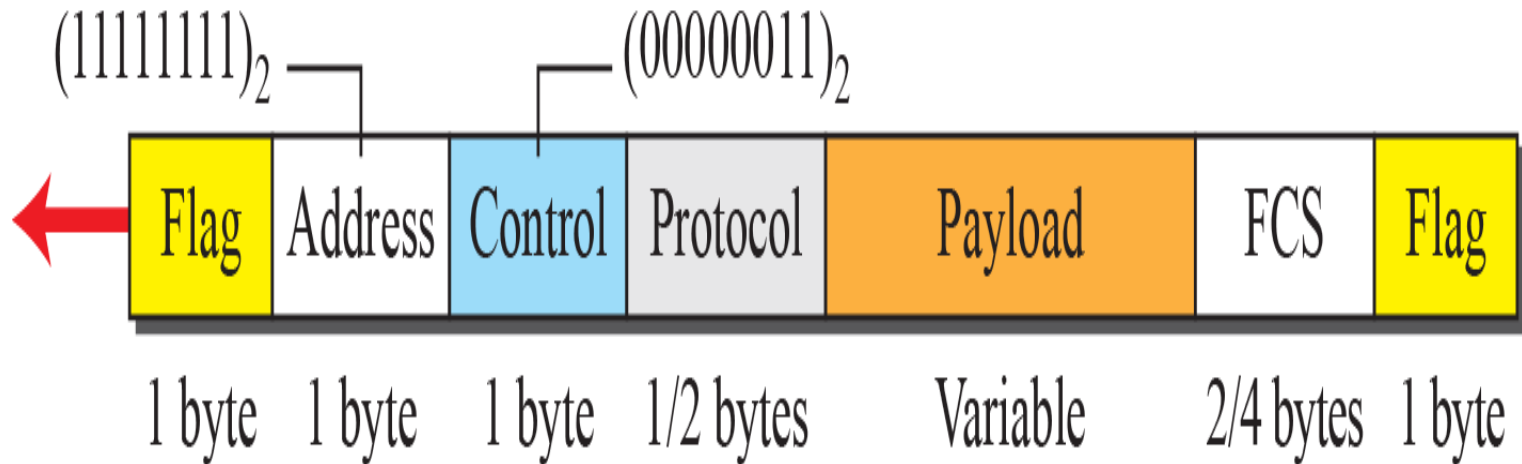 (11111111)₂ (00000011)₂
Flag Address Control Protocol Payload FCS Flag
1 byte 1 byte 1 byte 1/2 bytes Variable 2/4 bytes 1 byte